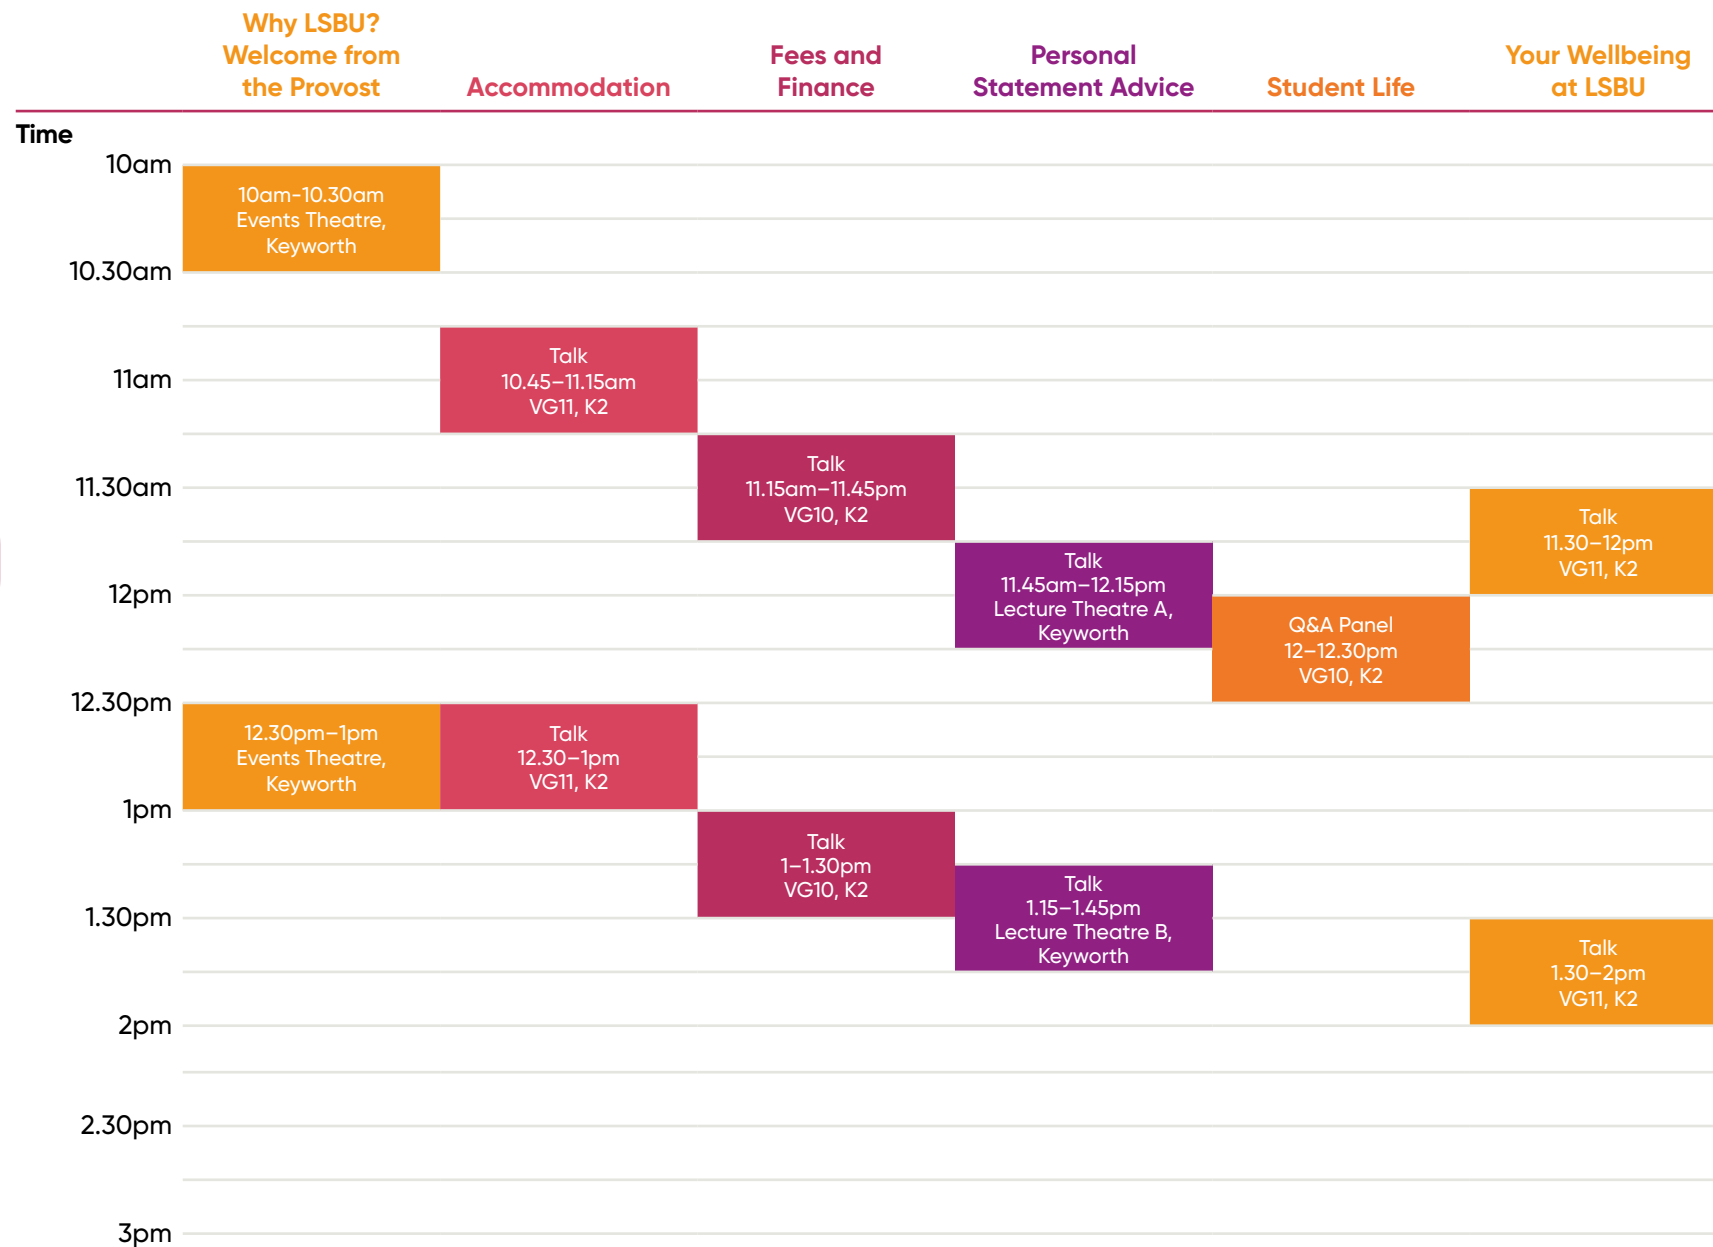 Why LSBU?
Welcome from
the Provost
Accommodation
Fees and
Finance
Personal
Statement Advice
Student Life
Your Wellbeing
at LSBU
Time
10am
10am-10.30am
Events Theatre,
Keyworth
10.30am
Talk
10.45–11.15am
VG11, K2
11am
Talk
11.15am–11.45pm
VG10, K2
11.30am
Talk
11.30–12pm
VG11, K2
Talk
11.45am–12.15pm
Lecture Theatre A,
Keyworth
12pm
Q&A Panel
12–12.30pm
VG10, K2
12.30pm
12.30pm–1pm
Events Theatre,
Keyworth
Talk
12.30–1pm
VG11, K2
1pm
Talk
1–1.30pm
VG10, K2
Talk
1.15–1.45pm
Lecture Theatre B,
Keyworth
1.30pm
Talk
1.30–2pm
VG11, K2
2pm
2.30pm
3pm